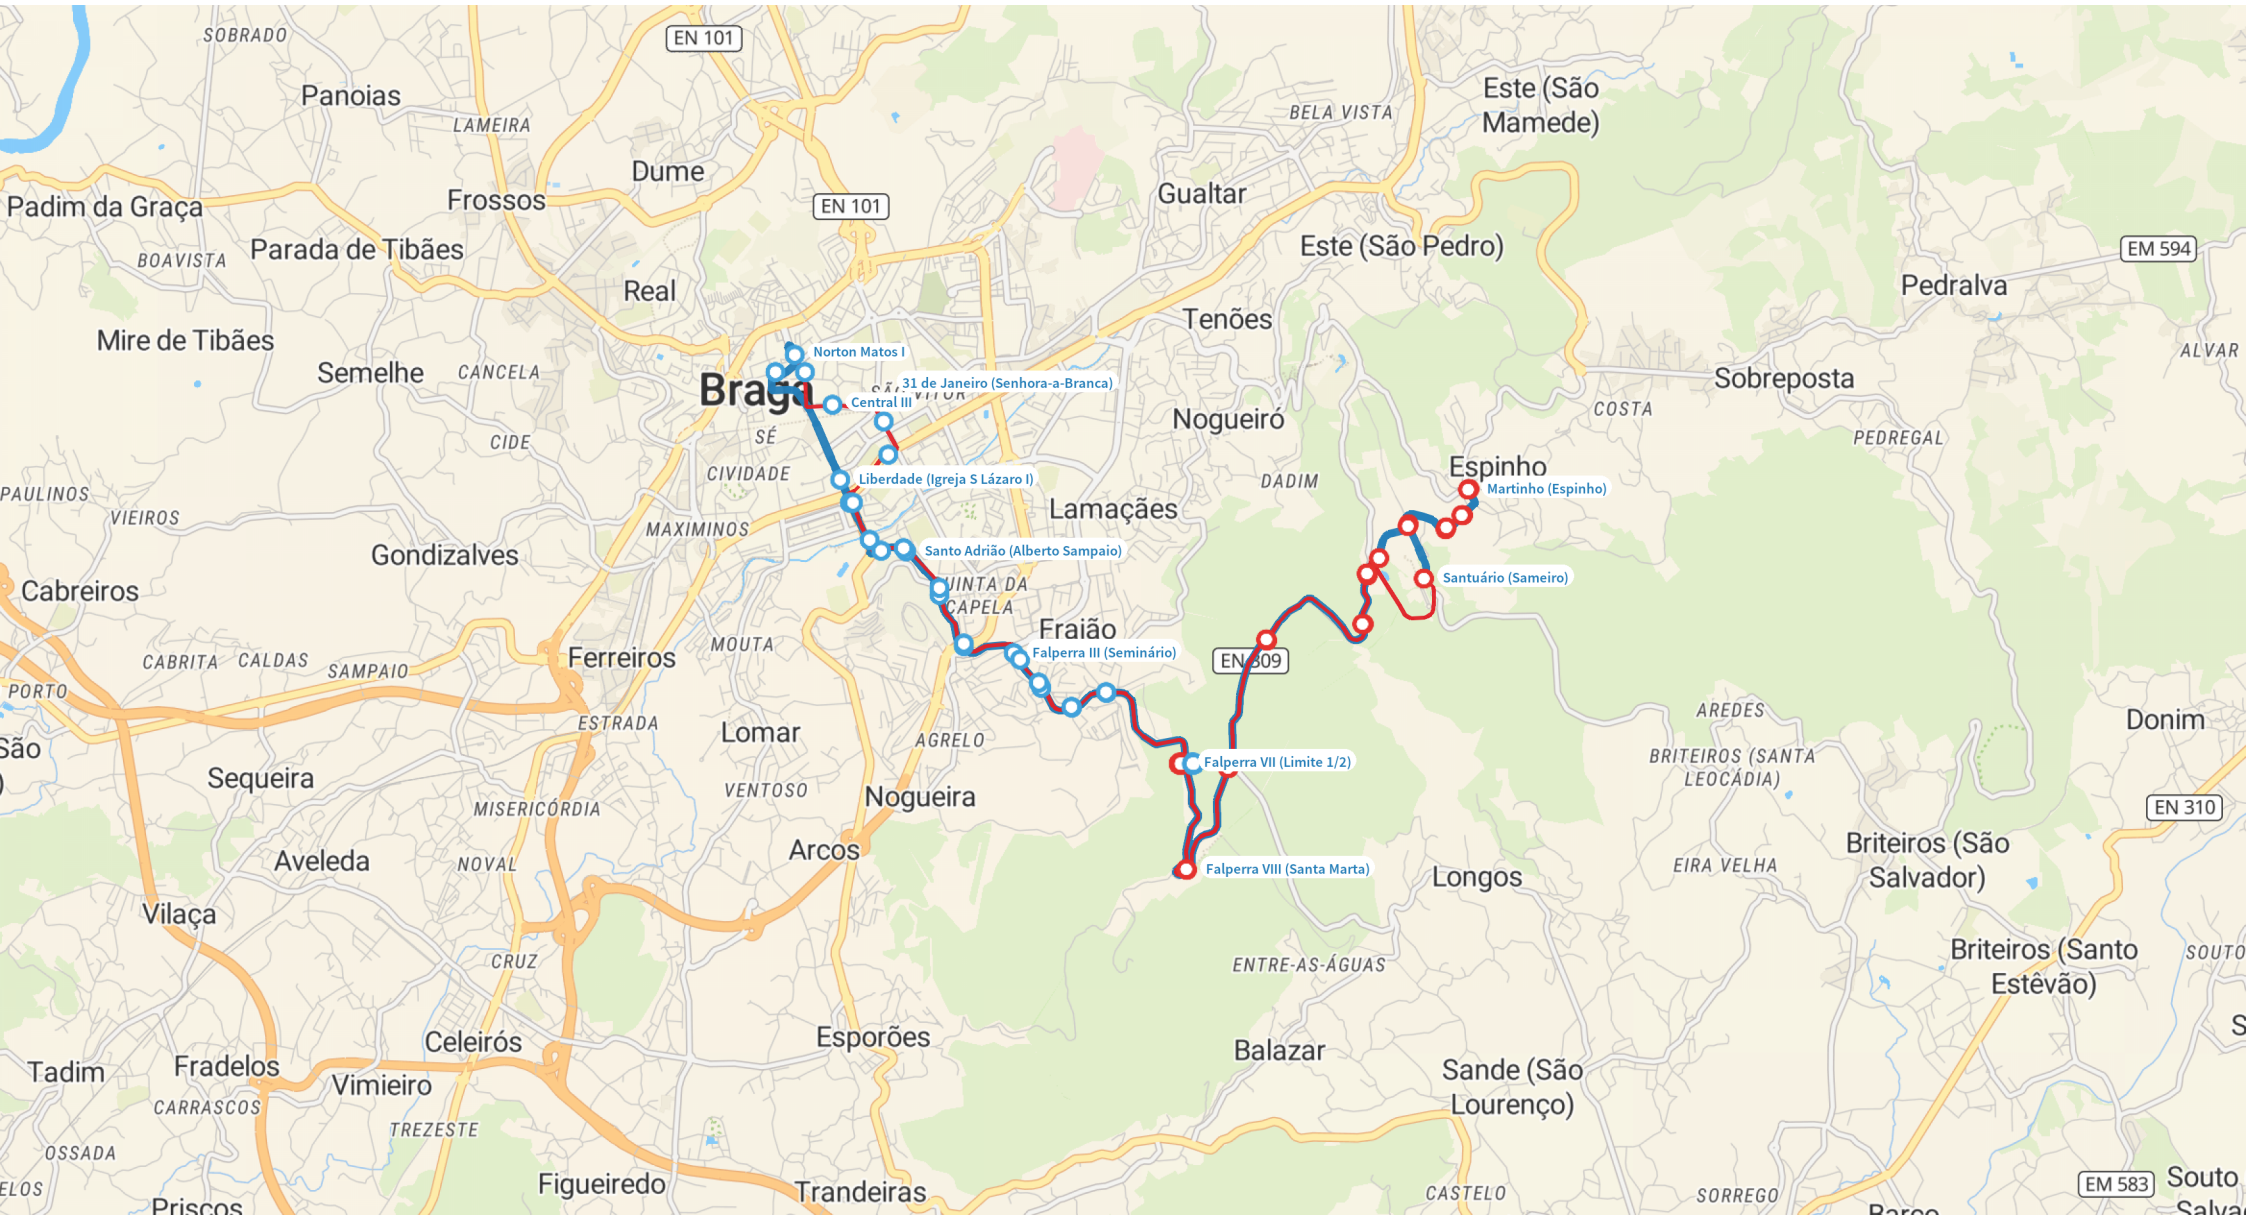 SOBRADO
EN 101
Panoias
LAMEIRA
BELA VISTA
Este (São
Mamede)
Dume
Frossos
Padim da Graça
EN 101
Gualtar
Parada de Tibães
BOAVISTA
Este (São Pedro)
EM 594
Real
Pedralva
Mire de Tibães
Tenões
Norton Matos I
ALVAR
Semelhe
CANCELA
Braga
31 de Janeiro (Senhora-a-Branca)
Central III
Sobreposta
COSTA
Nogueiró
SÉ
CIDE
PEDREGAL
CIVIDADE
DADIM
Espinho
Liberdade (Igreja S Lázaro I)
Martinho (Espinho)
PAULINOS
VIEIROS
MAXIMINOS
Lamaçães
Gondizalves
Santo Adrião (Alberto Sampaio)
Santuário (Sameiro)
Cabreiros
UINTA DA
CAPELA
Fraião
MOUTA
Falperra III (Seminário)
Ferreiros
CABRITA
CALDAS
SAMPAIO
EN 309
PORTO
AREDES
Donim
ESTRADA
Lomar
AGRELO
São
)
Sequeira
Falperra VII (Limite 1/2)
BRITEIROS (SANTA
LEOCÁDIA)
VENTOSO
Nogueira
MISERICÓRDIA
EN 310
Arcos
Briteiros (São
Salvador)
Aveleda
NOVAL
Falperra VIII (Santa Marta)
EIRA VELHA
Longos
Vilaça
CRUZ
ENTRE-AS-ÁGUAS
Briteiros (Santo
Estêvão)
SOUTO
Esporões
Celeirós
Balazar
S
Tadim
Fradelos
Vimieiro
Sande (São
Lourenço)
CARRASCOS
TREZESTE
OSSADA
ELOS
Figueiredo
Trandeiras
CASTELO
SORREGO
EM 583
Souto
Salva
Priscos
Barco